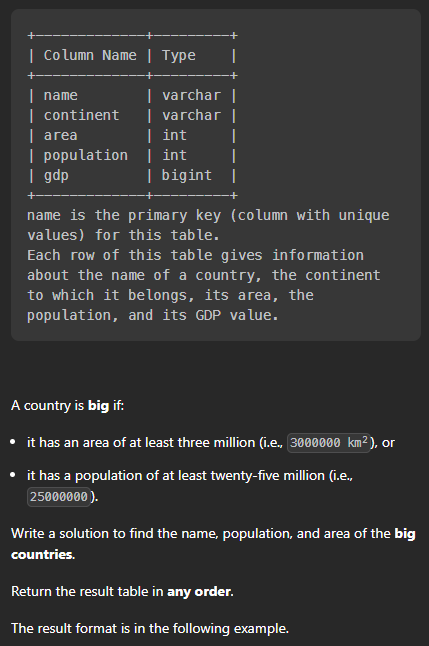 +-------------+---------+
| Column Name | Type    |
+-------------+---------+
| name        | varchar |
| continent   | varchar |
| area        | int     |
| population  | int     |
| gdp         | bigint  |
+-------------+---------+
name is the primary key (column with unique
values) for this table.
Each row of this table gives information
about the name of a country, the continent
to which it belongs, its area, the
population, and its GDP value.
A country is big if:
• it has an area of at least three million (i.e., 3000000 km²), or
• it has a population of at least twenty-five million (i.e.,
25000000).
Write a solution to find the name, population, and area of the big
countries.
Return the result table in any order.
The result format is in the following example.